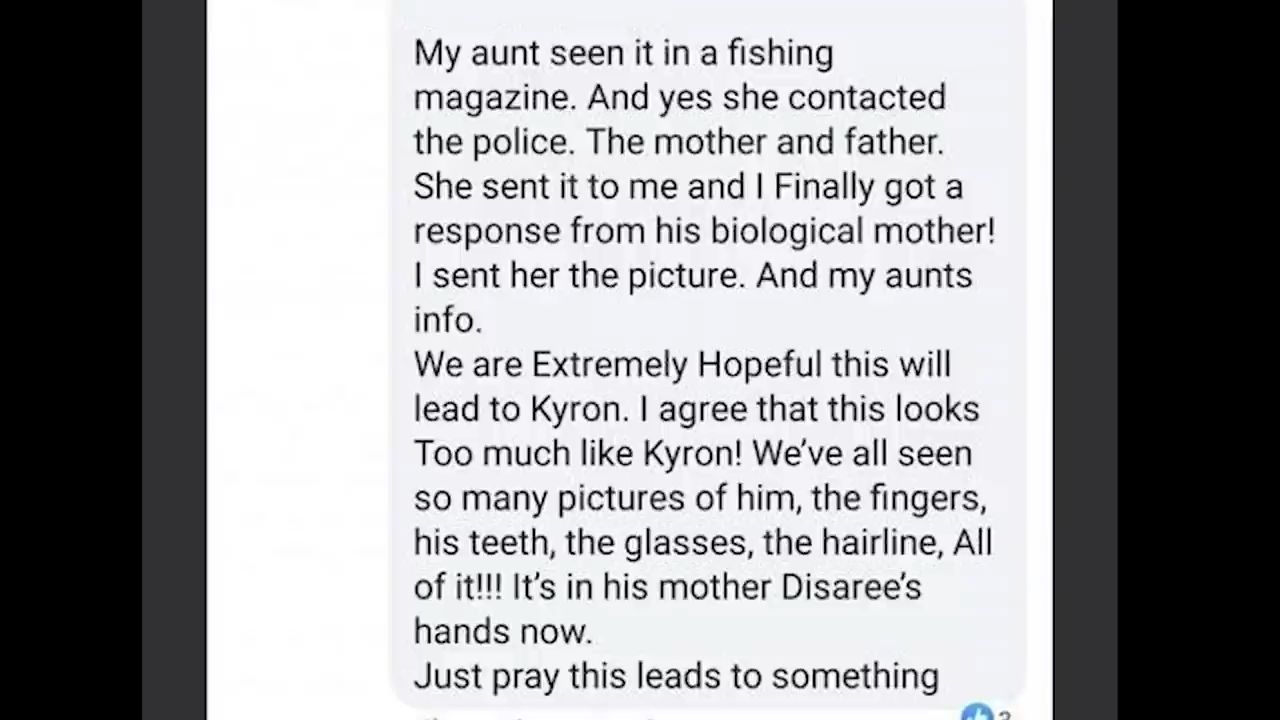 My aunt seen it in a fishing
magazine. And yes she contacted
the police. The mother and father.
She sent it to me and I Finally got a
response from his biological mother!
I sent her the picture. And my aunts
info.
We are Extremely Hopeful this will
lead to Kyron. I agree that this looks
Too much like Kyron! We’ve all seen
so many pictures of him, the fingers,
his teeth, the glasses, the hairline, All
of it!!! It’s in his mother Disaree’s
hands now.
Just pray this leads to something